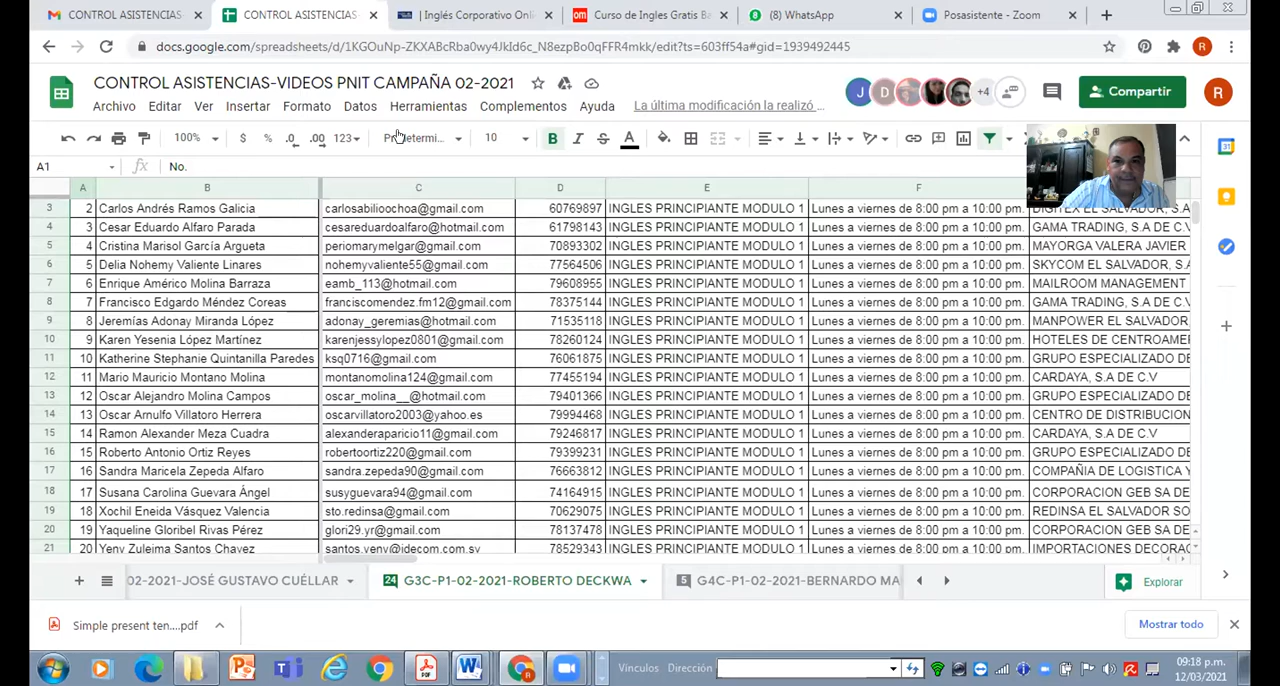 CONTROL ASISTENCIAS- CONTROL ASISTENCIAS- | Inglés Corporativo Onli Curso de Ingles Gratis Ba (8) WhatsApp Posasistente - Zoom
docs.google.com/spreadsheets/d/1KGOuNp-ZKXABcRba0wy4JkId6c_N8ezpBo0qFFR4mkk/edit?ts=603ff54a#gid=1939492445
CONTROL ASISTENCIAS-VIDEOS PNIT CAMPAÑA 02-2021
J D +4 Compartir R
Archivo Editar Ver Insertar Formato Datos Herramientas Complementos Ayuda La última modificación la realizó ...
100% $ % .0 .00 123 Predetermi... 10 B I S A
A1 fx No.
A B C D E F
3 2 Carlos Andrés Ramos Galicia carlosabilioochoa@gmail.com 60769897 INGLES PRINCIPIANTE MODULO 1 Lunes a viernes de 8:00 pm a 10:00 pm. DIGITEX EL SALVADOR, S.A
4 3 Cesar Eduardo Alfaro Parada cesareduardoalfaro@hotmail.com 61798143 INGLES PRINCIPIANTE MODULO 1 Lunes a viernes de 8:00 pm a 10:00 pm. GAMA TRADING, S.A DE C.V
5 4 Cristina Marisol García Argueta periomarymelgar@gmail.com 70893302 INGLES PRINCIPIANTE MODULO 1 Lunes a viernes de 8:00 pm a 10:00 pm. MAYORGA VALERA JAVIER
6 5 Delia Nohemy Valiente Linares nohemyvaliente55@gmail.com 77564506 INGLES PRINCIPIANTE MODULO 1 Lunes a viernes de 8:00 pm a 10:00 pm. SKYCOM EL SALVADOR, S.A
7 6 Enrique Américo Molina Barraza eamb_113@hotmail.com 79608955 INGLES PRINCIPIANTE MODULO 1 Lunes a viernes de 8:00 pm a 10:00 pm. MAILROOM MANAGEMENT
8 7 Francisco Edgardo Méndez Coreas franciscomendez.fm12@gmail.com 78375144 INGLES PRINCIPIANTE MODULO 1 Lunes a viernes de 8:00 pm a 10:00 pm. GAMA TRADING, S.A DE C.V
9 8 Jeremías Adonay Miranda López adonay_geremias@hotmail.com 71535118 INGLES PRINCIPIANTE MODULO 1 Lunes a viernes de 8:00 pm a 10:00 pm. MANPOWER EL SALVADOR,
10 9 Karen Yesenia López Martínez karenjessylopez0801@gmail.com 78260124 INGLES PRINCIPIANTE MODULO 1 Lunes a viernes de 8:00 pm a 10:00 pm. HOTELES DE CENTROAME
11 10 Katherine Stephanie Quintanilla Paredes ksq0716@gmail.com 76061875 INGLES PRINCIPIANTE MODULO 1 Lunes a viernes de 8:00 pm a 10:00 pm. GRUPO ESPECIALIZADO DE
12 11 Mario Mauricio Montano Molina montanomolina124@gmail.com 77455194 INGLES PRINCIPIANTE MODULO 1 Lunes a viernes de 8:00 pm a 10:00 pm. CARDAYA, S.A DE C.V
13 12 Oscar Alejandro Molina Campos oscar_molina__@hotmail.com 79401366 INGLES PRINCIPIANTE MODULO 1 Lunes a viernes de 8:00 pm a 10:00 pm. GRUPO ESPECIALIZADO DE
14 13 Oscar Arnulfo Villatoro Herrera oscarvillatoro2003@yahoo.es 79994468 INGLES PRINCIPIANTE MODULO 1 Lunes a viernes de 8:00 pm a 10:00 pm. CENTRO DE DISTRIBUCION
15 14 Ramon Alexander Meza Cuadra alexanderaparicio11@gmail.com 79246817 INGLES PRINCIPIANTE MODULO 1 Lunes a viernes de 8:00 pm a 10:00 pm. CARDAYA, S.A DE C.V
16 15 Roberto Antonio Ortiz Reyes robertoortiz220@gmail.com 79399231 INGLES PRINCIPIANTE MODULO 1 Lunes a viernes de 8:00 pm a 10:00 pm. GRUPO ESPECIALIZADO DE
17 16 Sandra Maricela Zepeda Alfaro sandra.zepeda90@gmail.com 76663812 INGLES PRINCIPIANTE MODULO 1 Lunes a viernes de 8:00 pm a 10:00 pm. COMPAÑIA DE LOGISTICA Y
18 17 Susana Carolina Guevara Ángel susyguevara94@gmail.com 74164915 INGLES PRINCIPIANTE MODULO 1 Lunes a viernes de 8:00 pm a 10:00 pm. CORPORACION GEB SA DE
19 18 Xochil Eneida Vásquez Valencia sto.redinsa@gmail.com 70629075 INGLES PRINCIPIANTE MODULO 1 Lunes a viernes de 8:00 pm a 10:00 pm. REDINSA EL SALVADOR SO
20 19 Yaqueline Gloribel Rivas Pérez glori29.yr@gmail.com 78137478 INGLES PRINCIPIANTE MODULO 1 Lunes a viernes de 8:00 pm a 10:00 pm. CORPORACION GEB SA DE
21 20 Yeny Zuleima Santos Chavez santos.yeny@idecom.com.sv 78529343 INGLES PRINCIPIANTE MODULO 1 Lunes a viernes de 8:00 pm a 10:00 pm. IMPORTACIONES DECORAC
02-2021-JOSÉ GUSTAVO CUÉLLAR 24 G3C-P1-02-2021-ROBERTO DECKWA 5 G4C-P1-02-2021-BERNARDO MA Explorar
Simple present ten....pdf Mostrar todo
Vínculos Dirección 09:18 p.m.
12/03/2021